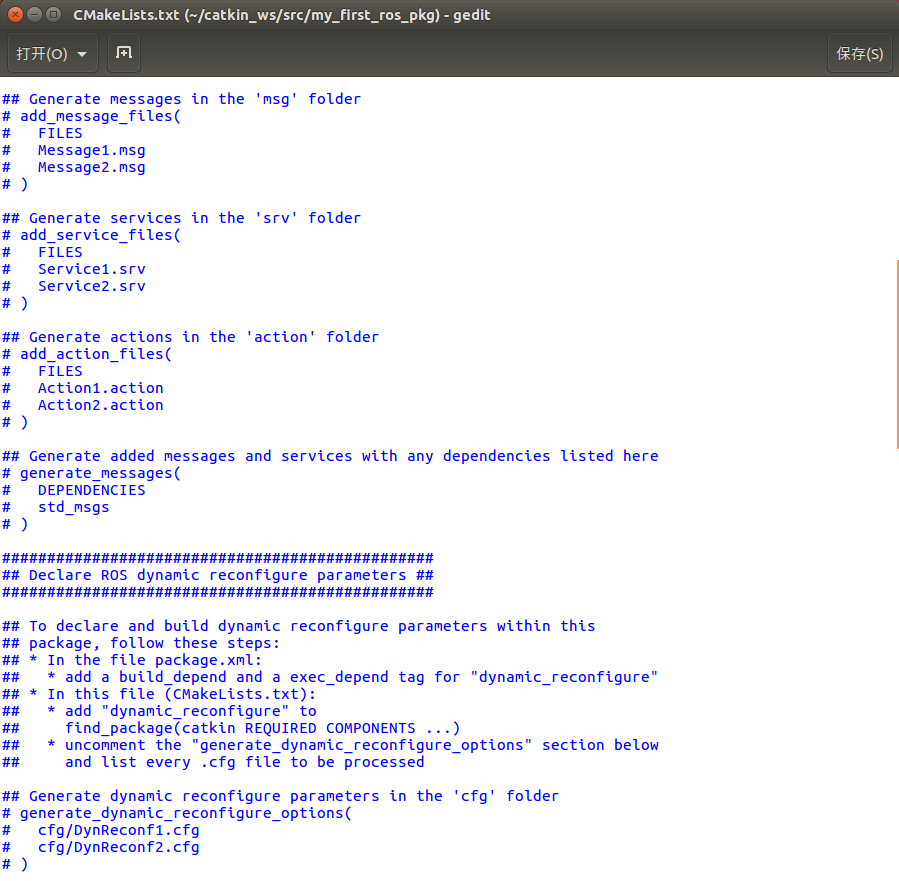 CMakeLists.txt (~/catkin_ws/src/my_first_ros_pkg) - gedit
打开(O)
保存(S)
## Generate messages in the 'msg' folder
# add_message_files(
#   FILES
#   Message1.msg
#   Message2.msg
# )
## Generate services in the 'srv' folder
# add_service_files(
#   FILES
#   Service1.srv
#   Service2.srv
# )
## Generate actions in the 'action' folder
# add_action_files(
#   FILES
#   Action1.action
#   Action2.action
# )
## Generate added messages and services with any dependencies listed here
# generate_messages(
#   DEPENDENCIES
#   std_msgs
# )
################################################
## Declare ROS dynamic reconfigure parameters ##
################################################
## To declare and build dynamic reconfigure parameters within this
## package, follow these steps:
## * In the file package.xml:
##   * add a build_depend and a exec_depend tag for "dynamic_reconfigure"
## * In this file (CMakeLists.txt):
##   * add "dynamic_reconfigure" to
##     find_package(catkin REQUIRED COMPONENTS ...)
##   * uncomment the "generate_dynamic_reconfigure_options" section below
##     and list every .cfg file to be processed
## Generate dynamic reconfigure parameters in the 'cfg' folder
# generate_dynamic_reconfigure_options(
#   cfg/DynReconf1.cfg
#   cfg/DynReconf2.cfg
# )